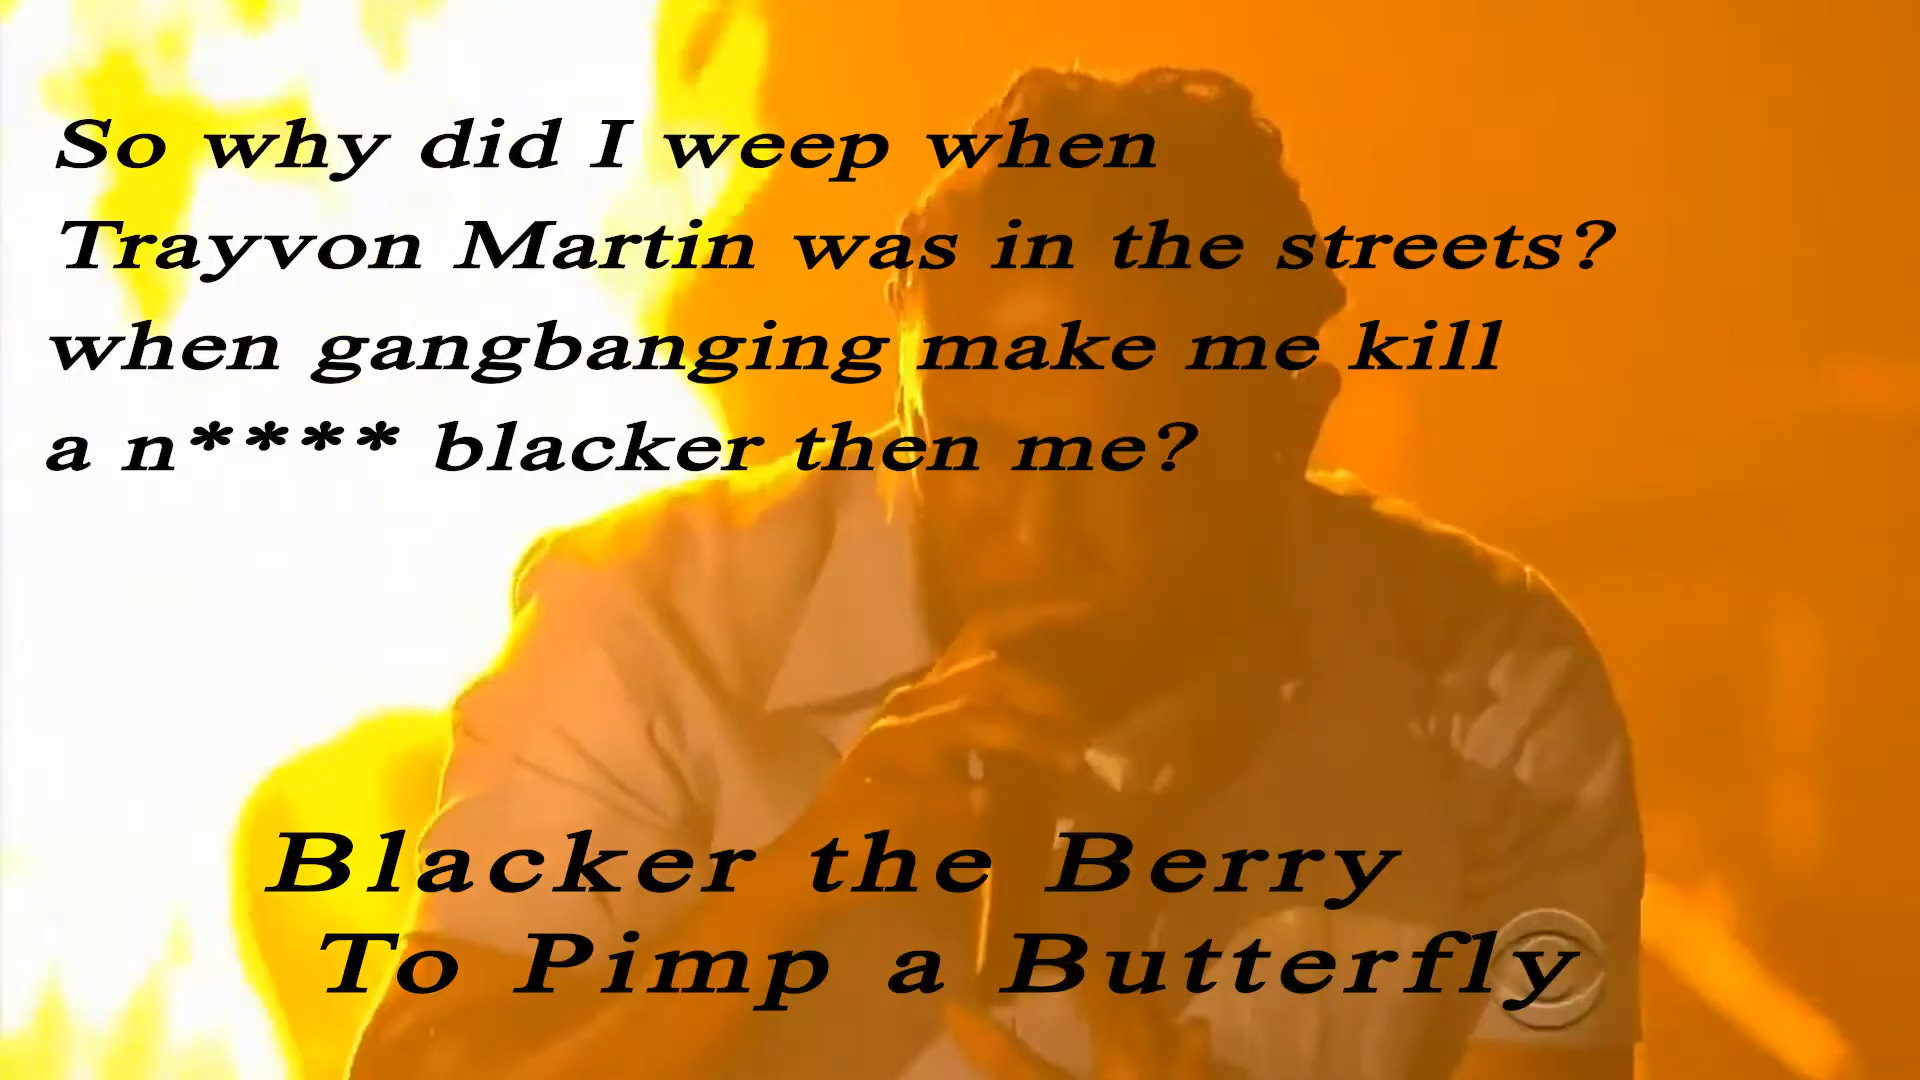 So why did I weep when
Trayvon Martin was in the streets?
when gangbanging make me kill
a n**** blacker then me?
Blacker the Berry
To Pimp a Butterfly